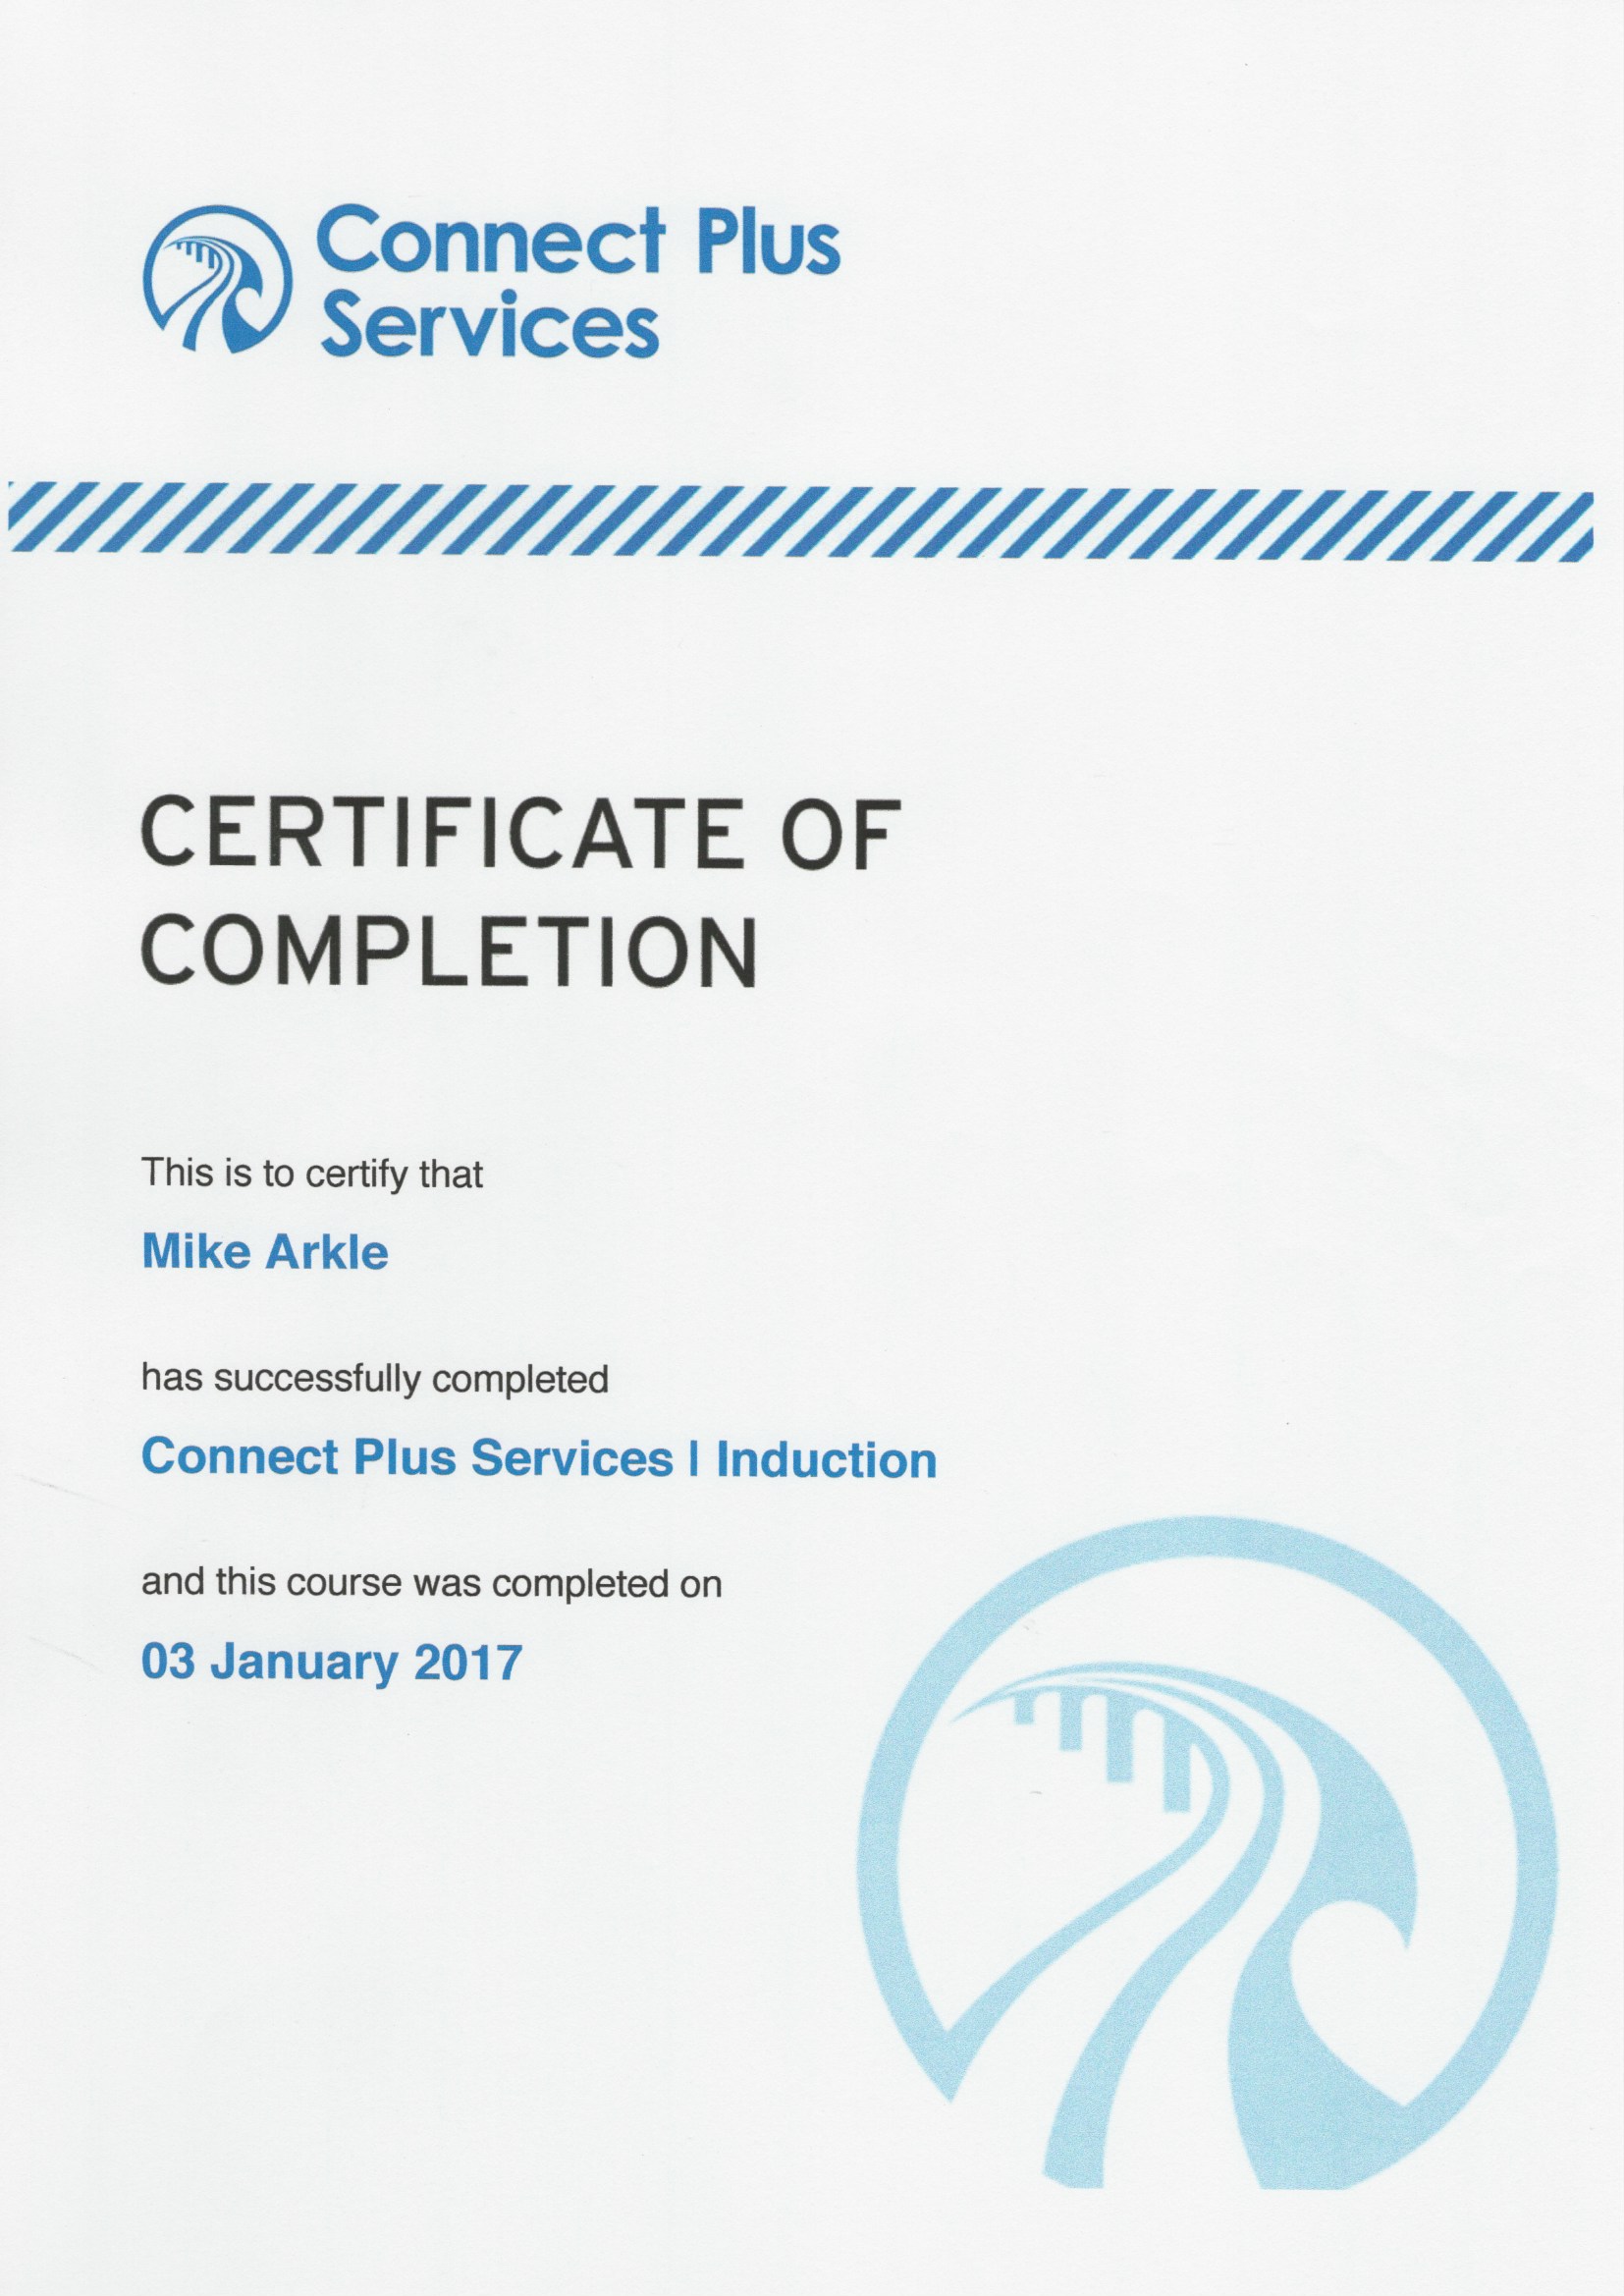 Connect Plus
Services
CERTIFICATE OF
COMPLETION
This is to certify that
Mike Arkle
has successfully completed
Connect Plus Services | Induction
and this course was completed on
03 January 2017